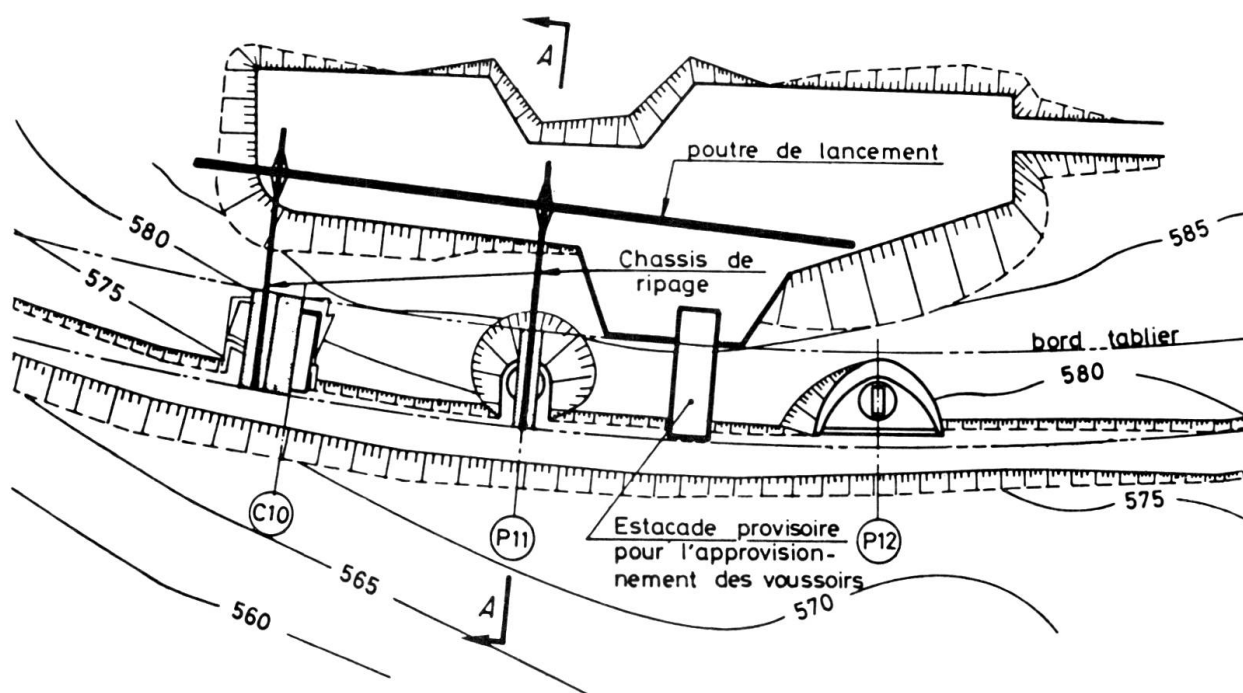 A
poutre de lancement
580
585
575
Chassis de
ripage
bord tablier
580
C10
P11
P12
575
Estacade provisoire
pour l'approvision-
nement des voussoirs
565
570
560
A